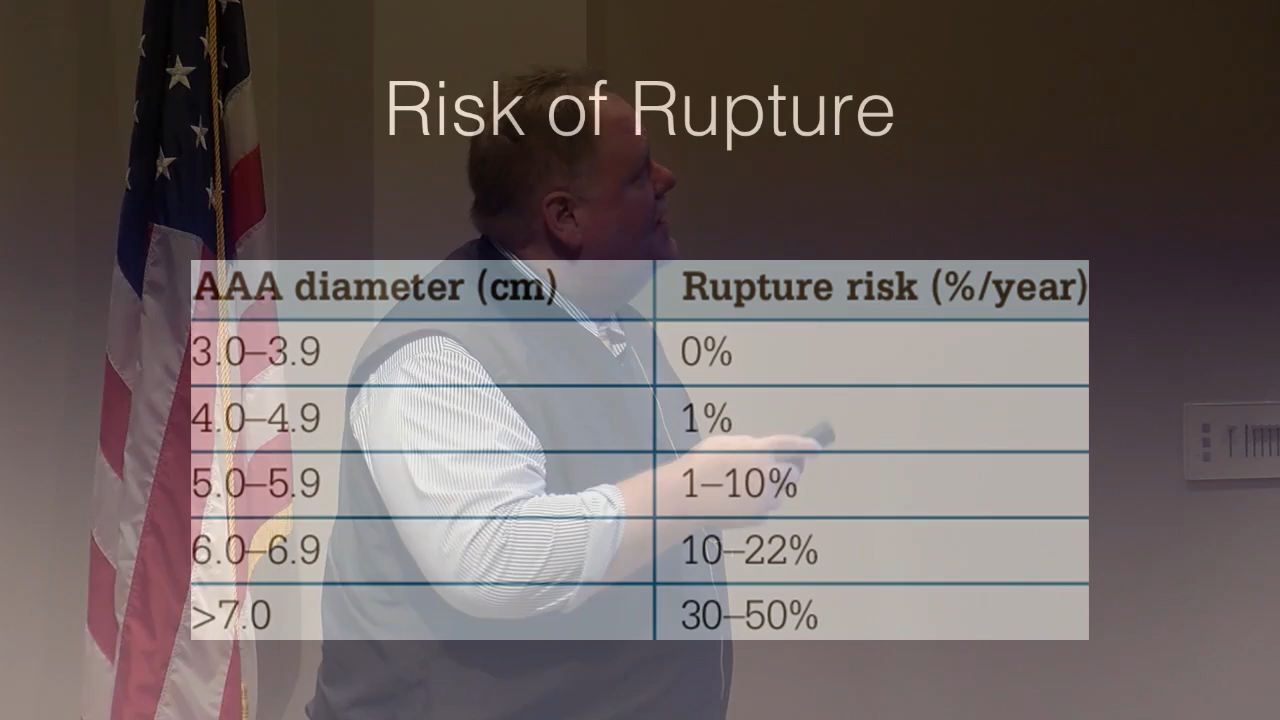 Risk of Rupture
AAA diameter (cm) Rupture risk (%/year)
3.0–3.9 0%
4.0–4.9 1%
5.0–5.9 1–10%
6.0–6.9 10–22%
>7.0 30–50%